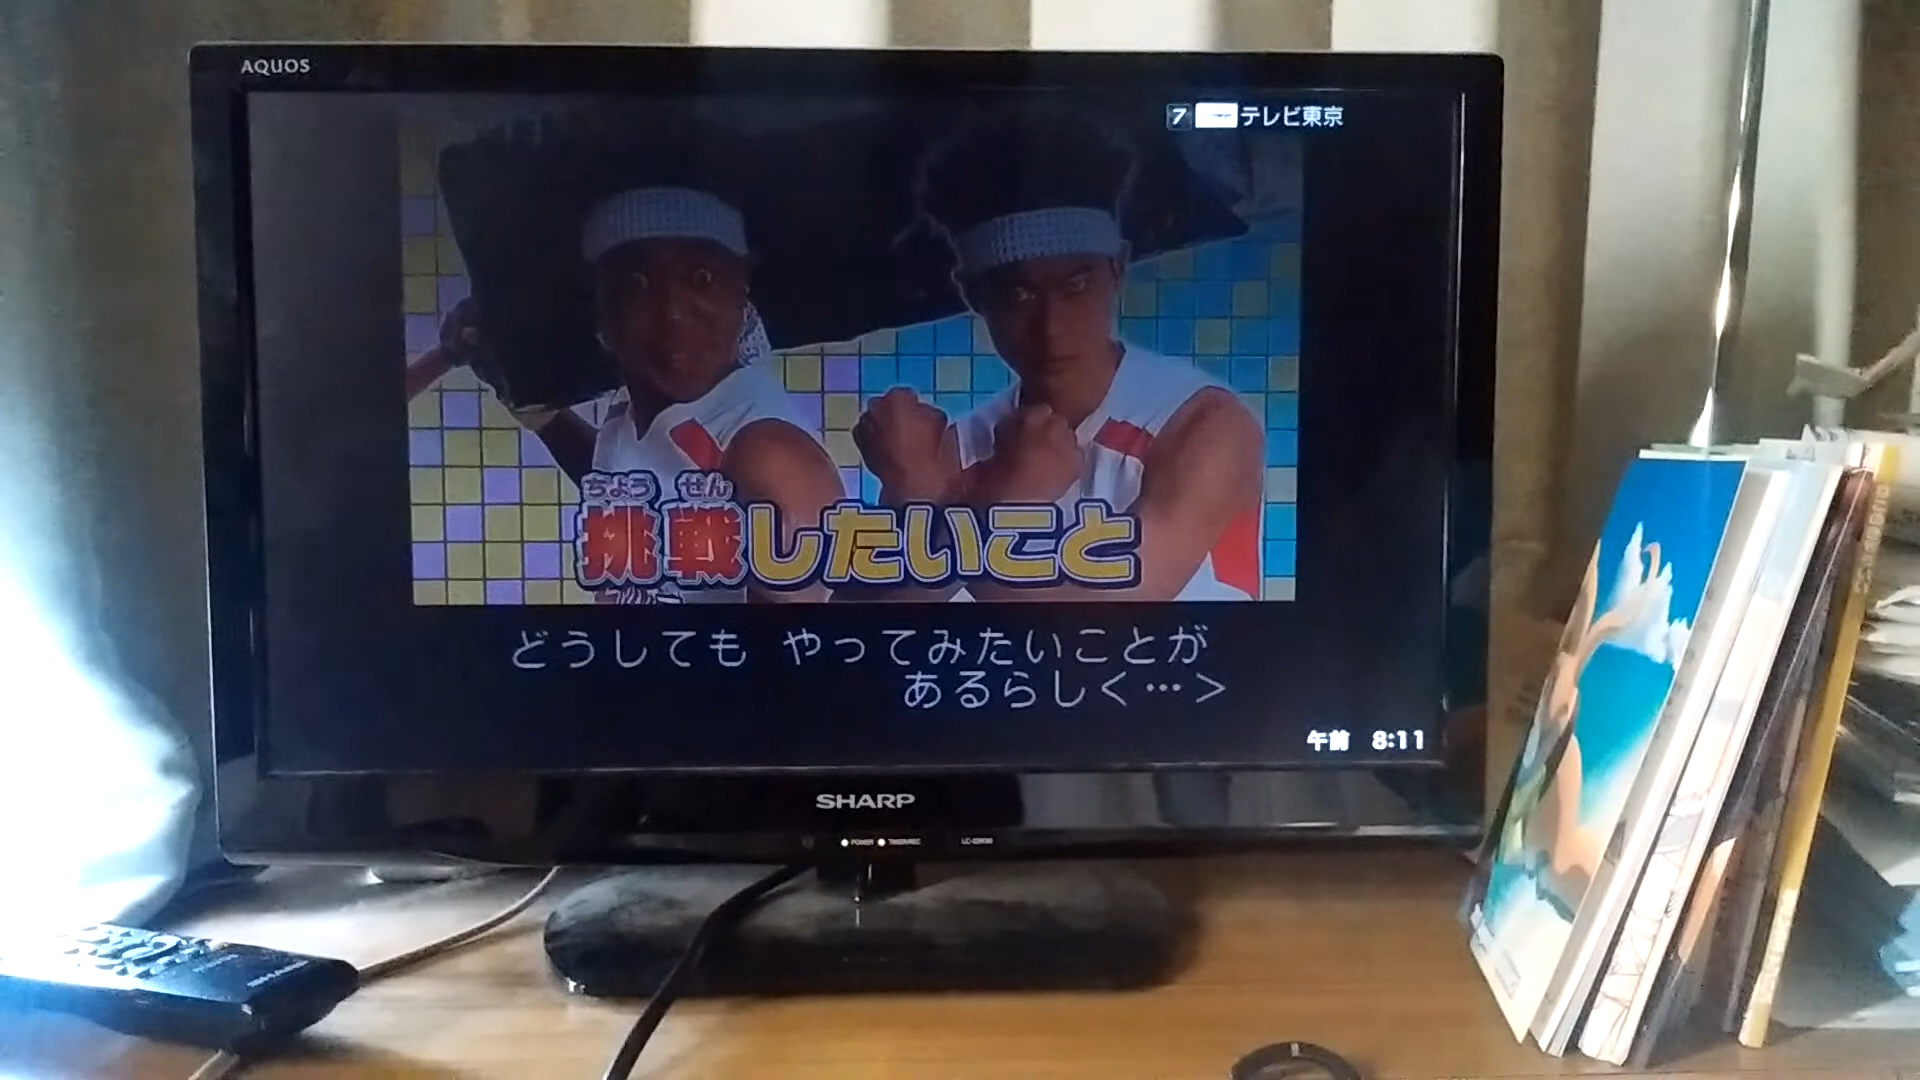 AQUOS
7 テレビ東京
ちょう せん
挑戦したいこと
どうしても やってみたいことが
あるらしく…>
午前 8:11
SHARP
POWER
SHARP